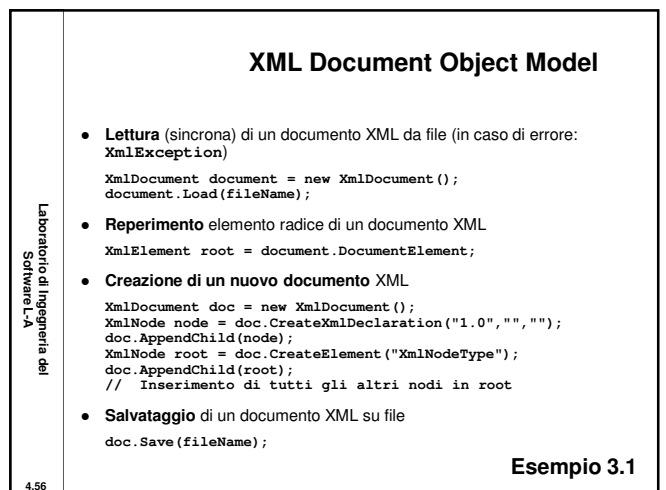 XML Document Object Model
● Lettura (sincrona) di un documento XML da file (in caso di errore:
XmlException)
XmlDocument document = new XmlDocument();
document.Load(fileName);
● Reperimento elemento radice di un documento XML
XmlElement root = document.DocumentElement;
● Creazione di un nuovo documento XML
XmlDocument doc = new XmlDocument();
XmlNode node = doc.CreateXmlDeclaration("1.0","","");
doc.AppendChild(node);
XmlNode root = doc.CreateElement("XmlNodeType");
doc.AppendChild(root);
// Inserimento di tutti gli altri nodi in root
● Salvataggio di un documento XML su file
doc.Save(fileName);
Esempio 3.1
Laboratorio di Ingegneria del
Software L-A
4.56